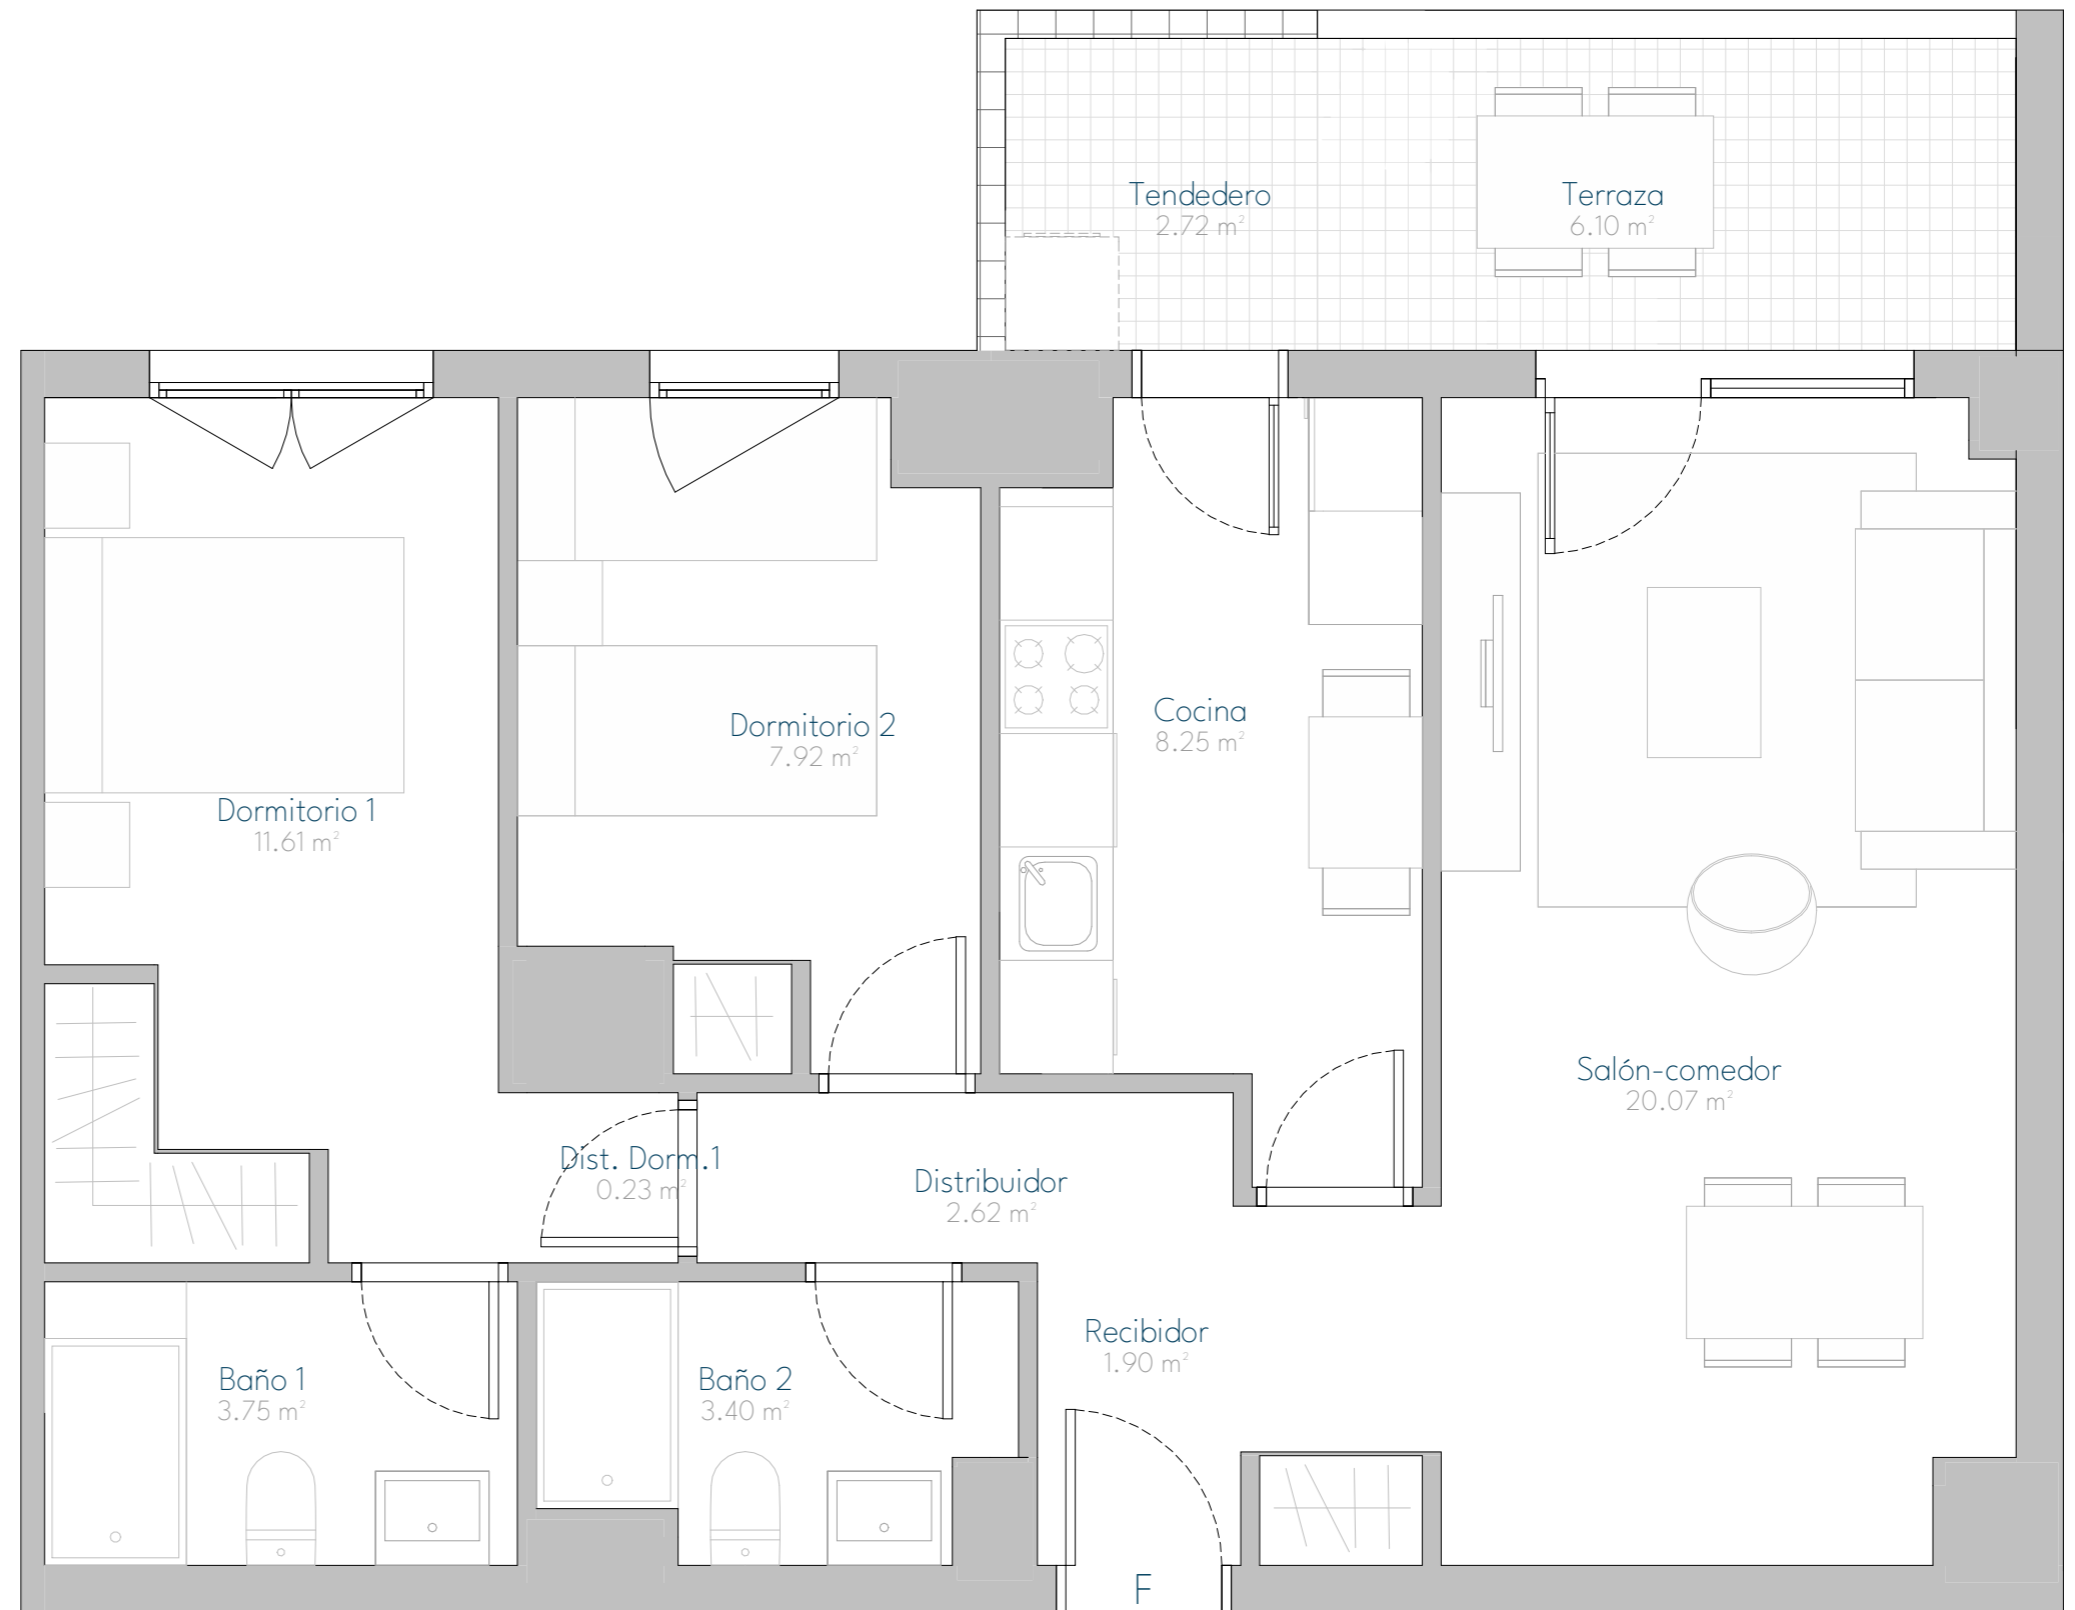 Tendedero
2.72 m²
Terraza
6.10 m²
Dormitorio 1
11.61 m²
Dormitorio 2
7.92 m²
Cocina
8.25 m²
Salón-comedor
20.07 m²
Dist. Dorm.1
0.23 m²
Distribuidor
2.62 m²
Recibidor
1.90 m²
Baño 1
3.75 m²
Baño 2
3.40 m²
F